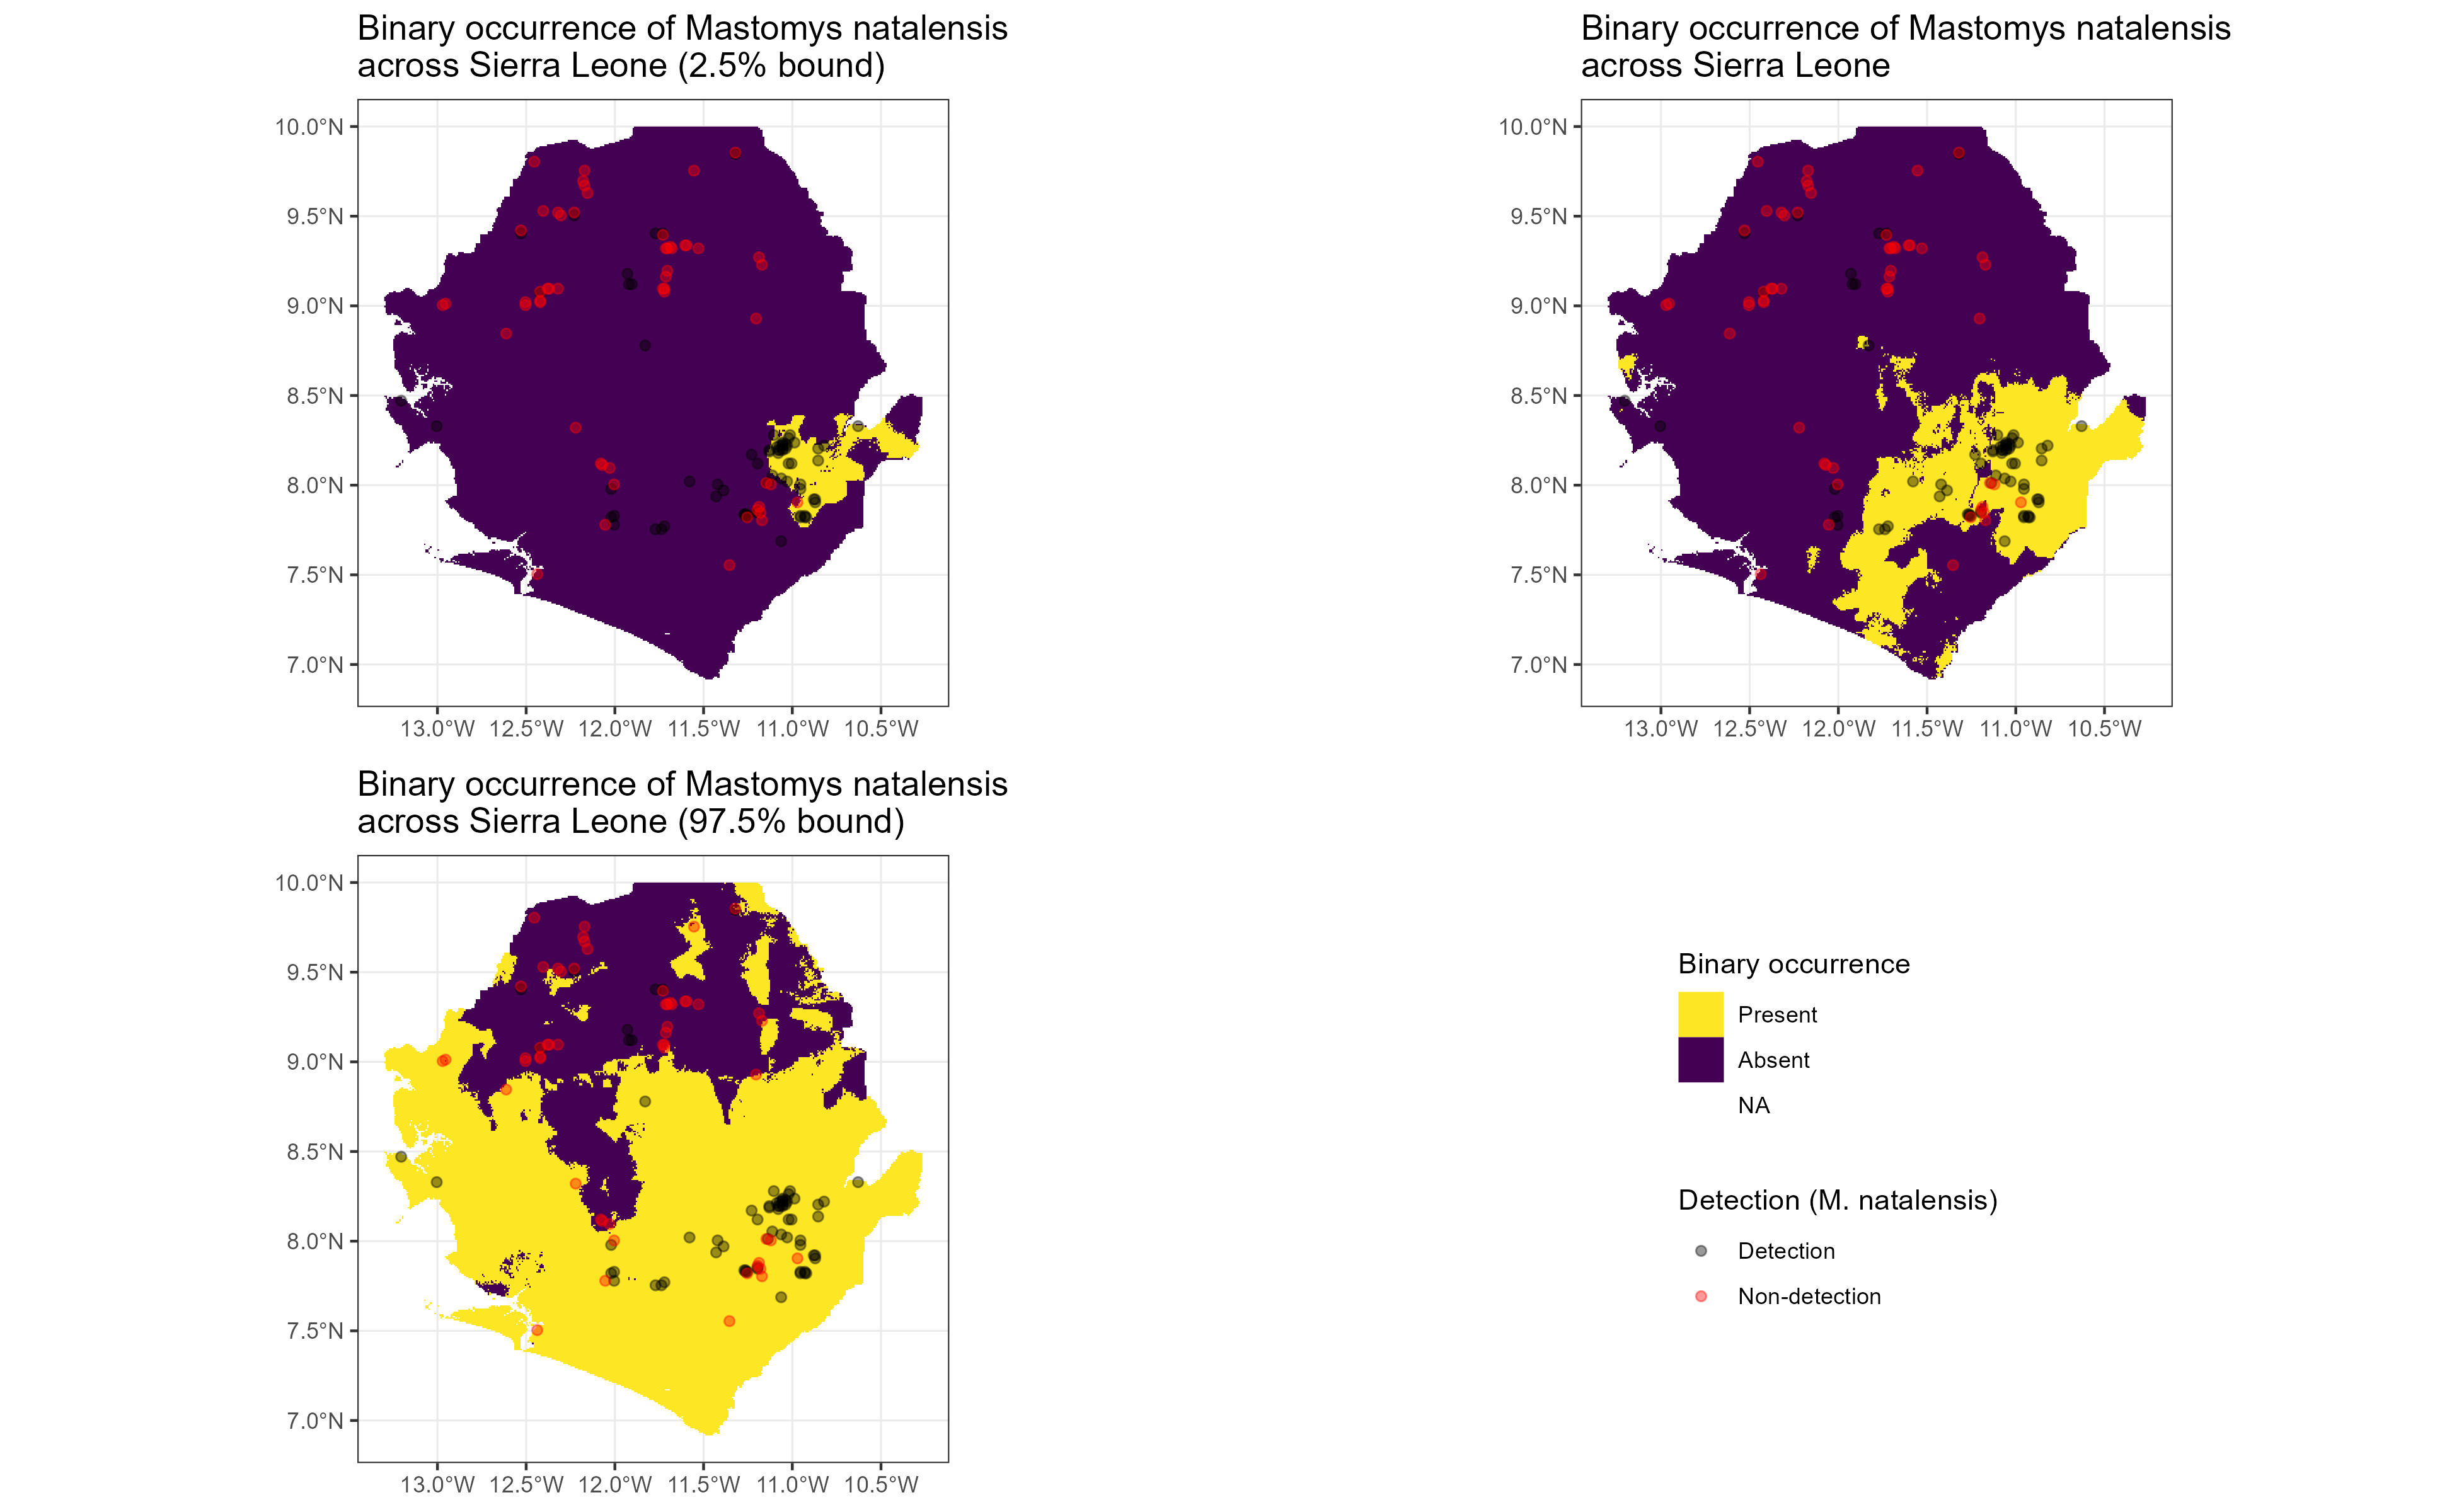 Binary occurrence of Mastomys natalensis
across Sierra Leone (2.5% bound)
10.0°N
9.5°N
9.0°N
8.5°N
8.0°N
7.5°N
7.0°N
13.0°W 12.5°W 12.0°W 11.5°W 11.0°W 10.5°W
Binary occurrence of Mastomys natalensis
across Sierra Leone
10.0°N
9.5°N
9.0°N
8.5°N
8.0°N
7.5°N
7.0°N
13.0°W 12.5°W 12.0°W 11.5°W 11.0°W 10.5°W
Binary occurrence of Mastomys natalensis
across Sierra Leone (97.5% bound)
10.0°N
9.5°N
9.0°N
8.5°N
8.0°N
7.5°N
7.0°N
13.0°W 12.5°W 12.0°W 11.5°W 11.0°W 10.5°W
Binary occurrence
Present
Absent
NA
Detection (M. natalensis)
Detection
Non-detection